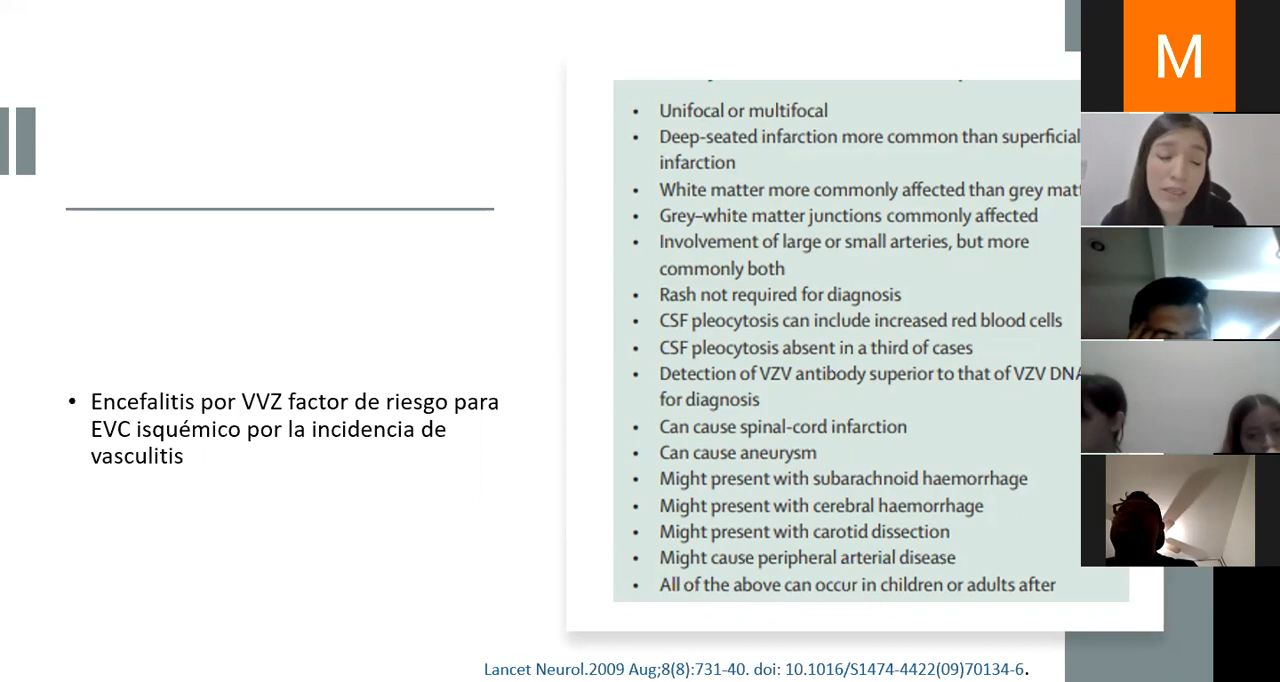 • Encefalitis por VVZ factor de riesgo para
EVC isquémico por la incidencia de
vasculitis
• Unifocal or multifocal
• Deep-seated infarction more common than superficial
infarction
• White matter more commonly affected than grey matt
• Grey–white matter junctions commonly affected
• Involvement of large or small arteries, but more
commonly both
• Rash not required for diagnosis
• CSF pleocytosis can include increased red blood cells
• CSF pleocytosis absent in a third of cases
• Detection of VZV antibody superior to that of VZV DNA
for diagnosis
• Can cause spinal-cord infarction
• Can cause aneurysm
• Might present with subarachnoid haemorrhage
• Might present with cerebral haemorrhage
• Might present with carotid dissection
• Might cause peripheral arterial disease
• All of the above can occur in children or adults after
Lancet Neurol.2009 Aug;8(8):731-40. doi: 10.1016/S1474-4422(09)70134-6.
M